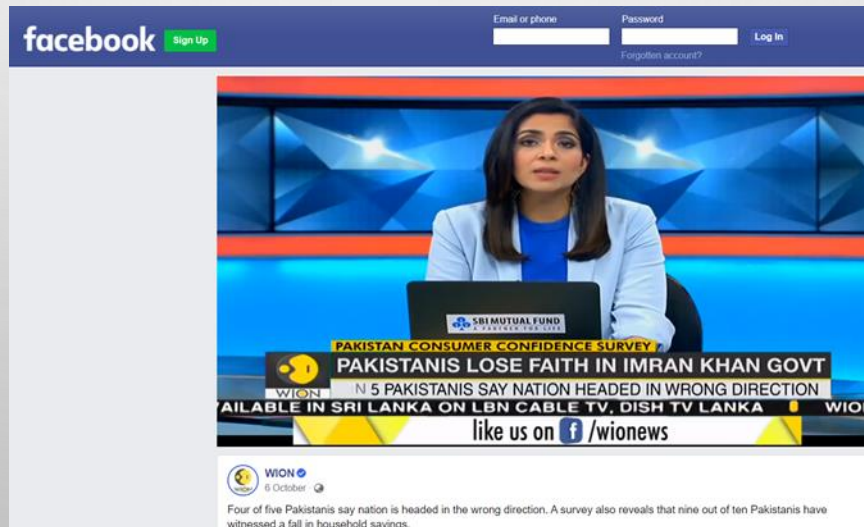 Email or phone
Password
facebook
Sign Up
Log In
Forgotten account?
SBI MUTUAL FUND
A PARTNER FOR LIFE
PAKISTAN CONSUMER CONFIDENCE SURVEY
PAKISTANIS LOSE FAITH IN IMRAN KHAN GOVT
N 5 PAKISTANIS SAY NATION HEADED IN WRONG DIRECTION
WION
AILABLE IN SRI LANKA ON LBN CABLE TV, DISH TV LANKA WIO
like us on f /wionews
WION
6 October ·
Four of five Pakistanis say nation is headed in the wrong direction. A survey also reveals that nine out of ten Pakistanis have
witnessed a fall in household savings.